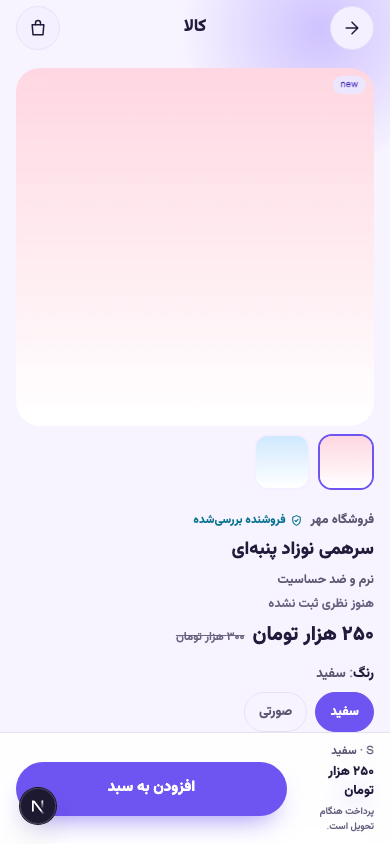 کالا
new
فروشگاه مهر فروشنده بررسی‌شده
سرهمی نوزاد پنبه‌ای
نرم و ضد حساسیت
هنوز نظری ثبت نشده
۲۵۰ هزار تومان ۳۰۰ هزار تومان
رنگ: سفید
سفید صورتی
S · سفید
۲۵۰ هزار
تومان
پرداخت هنگام
تحویل است.
افزودن به سبد
N